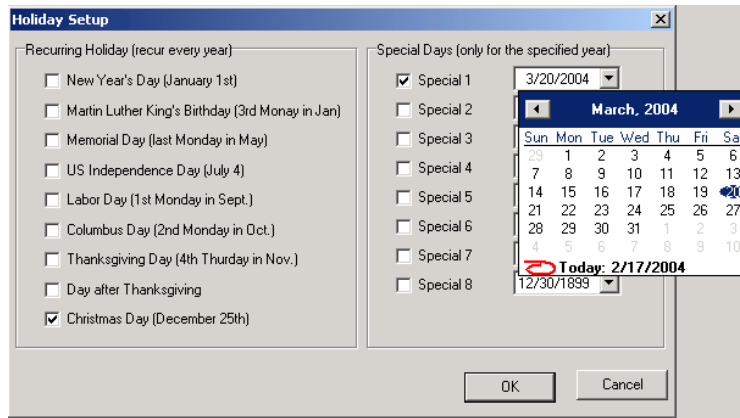 Holiday Setup
Recurring Holiday (recur every year)
New Year's Day (January 1st)
Martin Luther King's Birthday (3rd Monay in Jan)
Memorial Day (last Monday in May)
US Independence Day (July 4)
Labor Day (1st Monday in Sept.)
Columbus Day (2nd Monday in Oct.)
Thanksgiving Day (4th Thurday in Nov.)
Day after Thanksgiving
Christmas Day (December 25th)
Special Days (only for the specified year)
Special 1 3/20/2004
Special 2
Special 3
Special 4
Special 5
Special 6
Special 7
Special 8 12/30/1899
March, 2004
Sun Mon Tue Wed Thu Fri Sa
29 1 2 3 4 5 6
7 8 9 10 11 12 13
14 15 16 17 18 19 20
21 22 23 24 25 26 27
28 29 30 31 1 2 3
4 5 6 7 8 9 10
Today: 2/17/2004
OK Cancel